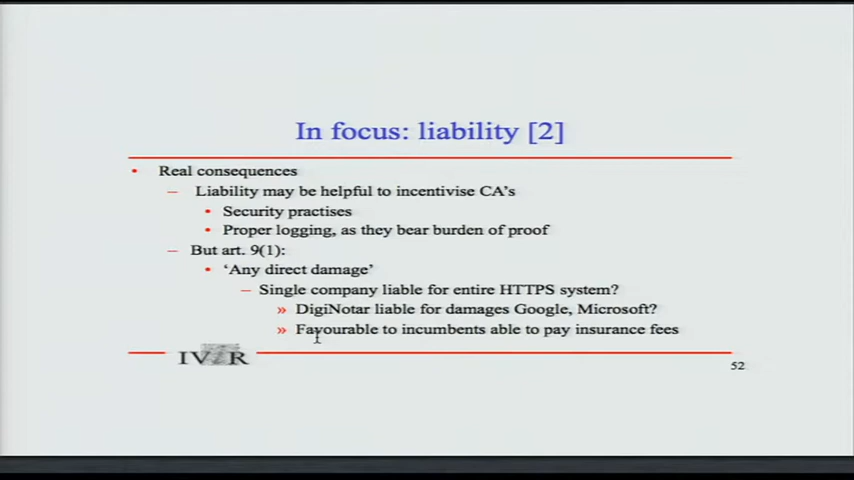 In focus: liability [2]
• Real consequences
– Liability may be helpful to incentivise CA's
• Security practises
• Proper logging, as they bear burden of proof
– But art. 9(1):
• 'Any direct damage'
– Single company liable for entire HTTPS system?
» DigiNotar liable for damages Google, Microsoft?
» Favourable to incumbents able to pay insurance fees
IViR
52